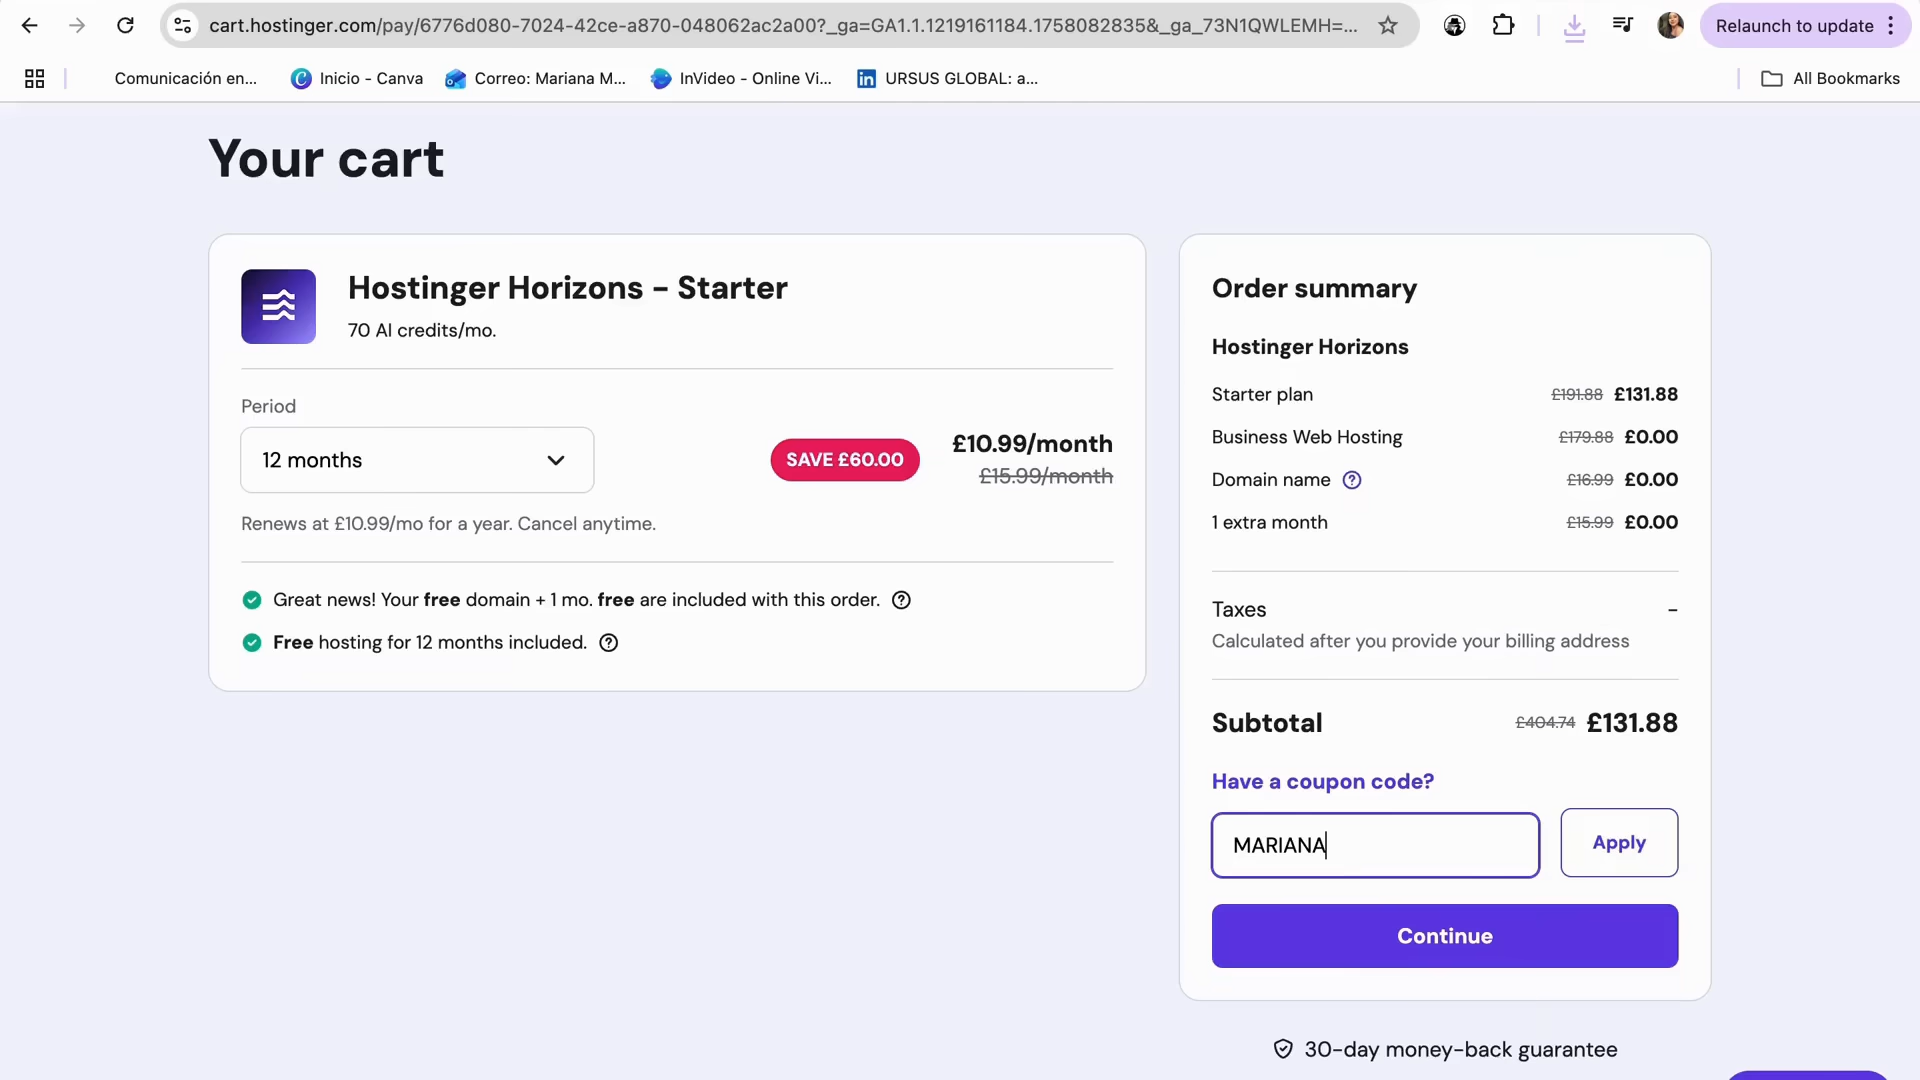 cart.hostinger.com/pay/6776d080-7024-42ce-a870-048062ac2a00?_ga=GA1.1.1219161184.1758082835&_ga_73N1QWLEMH=...
Relaunch to update
Comunicación en...
Inicio - Canva
Correo: Mariana M...
InVideo - Online Vi...
URSUS GLOBAL: a...
All Bookmarks
Your cart
Hostinger Horizons – Starter
70 AI credits/mo.
Period
12 months
SAVE £60.00
£10.99/month
£15.99/month
Renews at £10.99/mo for a year. Cancel anytime.
Great news! Your free domain + 1 mo. free are included with this order.
Free hosting for 12 months included.
Order summary
Hostinger Horizons
Starter plan £191.88 £131.88
Business Web Hosting £179.88 £0.00
Domain name £16.99 £0.00
1 extra month £15.99 £0.00
Taxes –
Calculated after you provide your billing address
Subtotal £404.74 £131.88
Have a coupon code?
MARIANA
Apply
Continue
30-day money-back guarantee